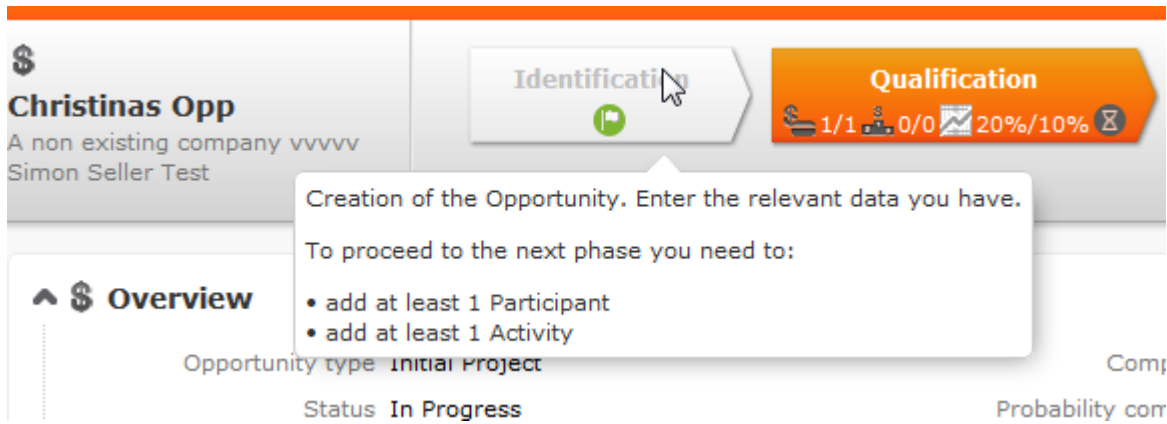 Christinas Opp
A non existing company vvvvv
Simon Seller Test
Identification
Qualification
1/1 0/0 20%/10%
Creation of the Opportunity. Enter the relevant data you have.
To proceed to the next phase you need to:
• add at least 1 Participant
• add at least 1 Activity
Overview
Opportunity type Initial Project
Comp
Status In Progress
Probability com